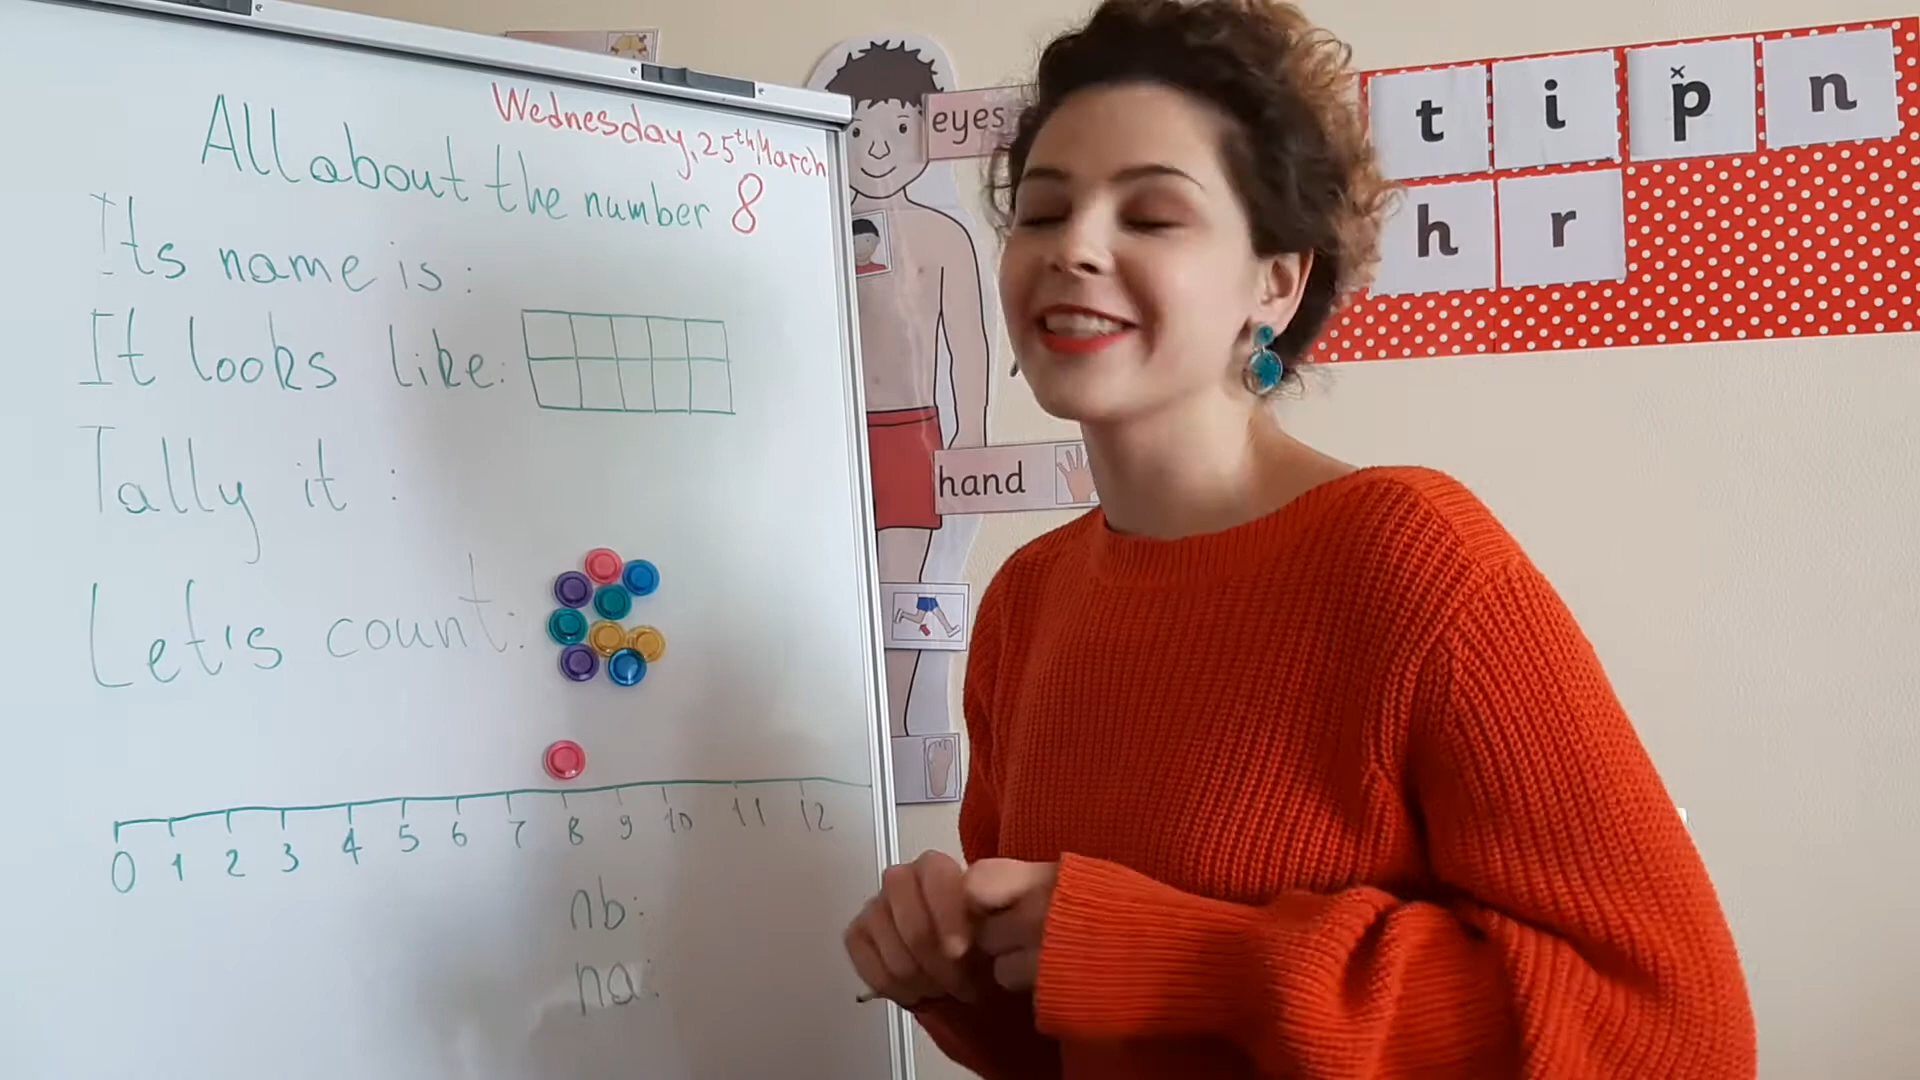 Wednesday, 25th March
All about the number 8
Its name is:
It looks like:
Tally it :
Let's count:
0 1 2 3 4 5 6 7 8 9 10 11 12
nb:
na:
eyes
hand
t i p n
h r